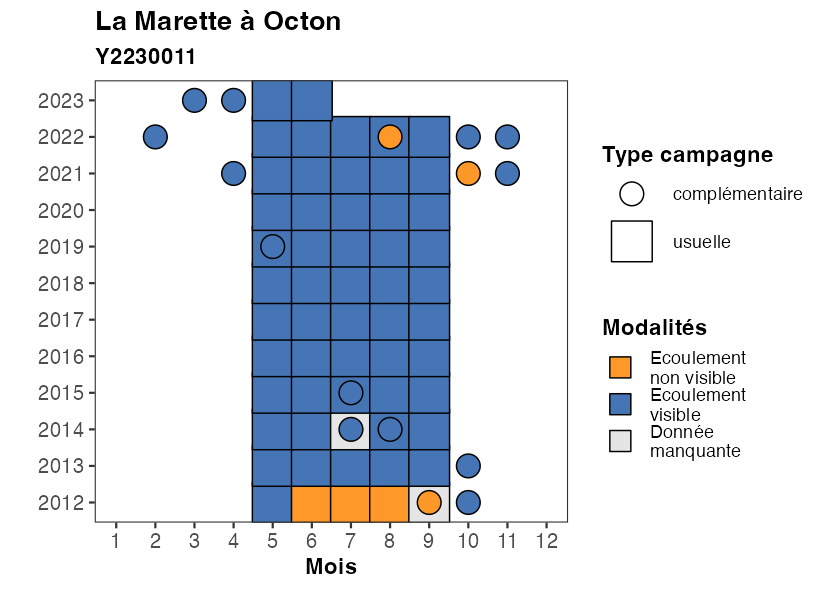 La Marette à Octon
Y2230011
2023
2022
2021
2020
2019
2018
2017
2016
2015
2014
2013
2012
1 2 3 4 5 6 7 8 9 10 11 12
Mois
Type campagne
complémentaire
usuelle
Modalités
Ecoulement
non visible
Ecoulement
visible
Donnée
manquante